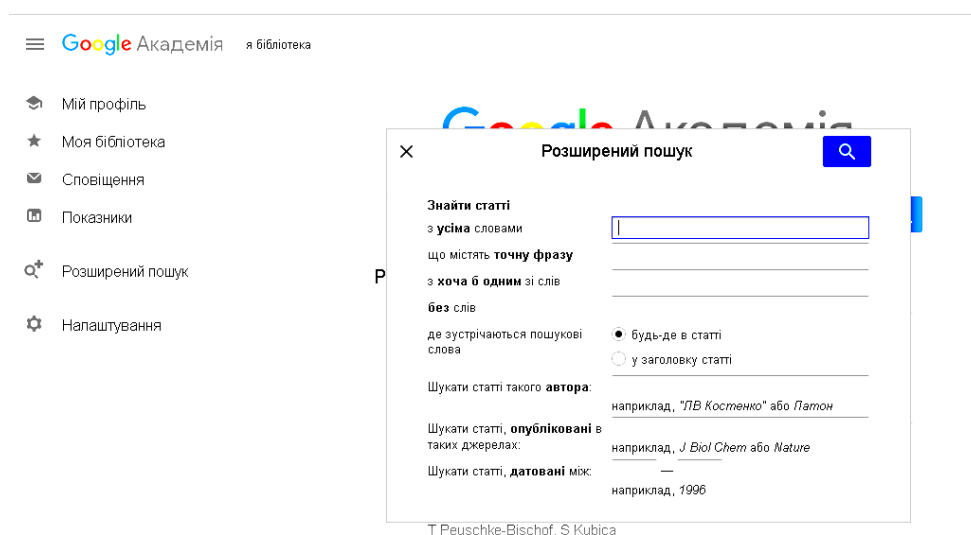 Google Академія я бібліотека
Мій профіль
Моя бібліотека
Сповіщення
Показники
Розширений пошук
Налаштування
Google Академія
Розширений пошук
Р
Знайти статті
з усіма словами
що містять точну фразу
з хоча б одним зі слів
без слів
де зустрічаються пошукові
слова
будь-де в статті
у заголовку статті
Шукати статті такого автора:
наприклад, "ЛВ Костенко" або Патон
Шукати статті, опубліковані в
таких джерелах:
наприклад, J Biol Chem або Nature
Шукати статті, датовані між:
—
наприклад, 1996
T Peuschke-Bischof, S Kubica